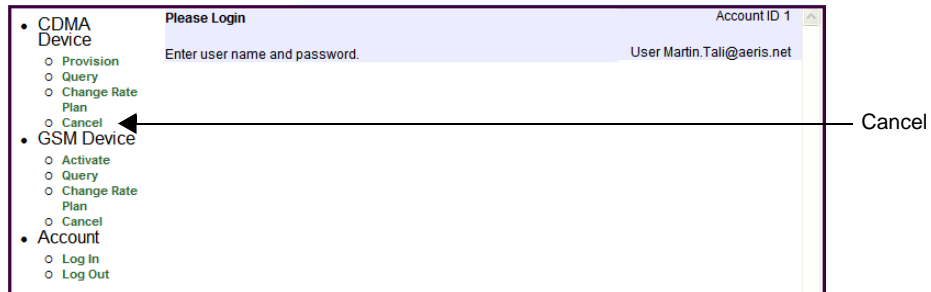 CDMA
Device
Provision
Query
Change Rate
Plan
Cancel
GSM Device
Activate
Query
Change Rate
Plan
Cancel
Account
Log In
Log Out
Please Login
Account ID 1
Enter user name and password.
User Martin.Tali@aeris.net
Cancel